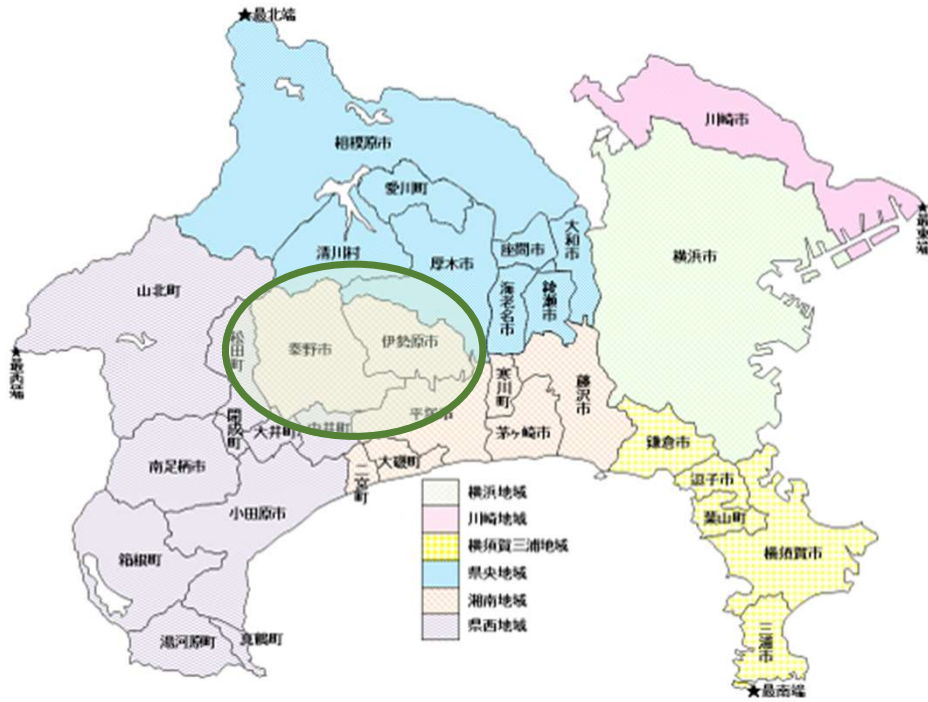 ★最北端
川崎市
相模原市
愛川町
★最東端
大和市
座間市
横浜市
清川村
厚木市
海老名市
綾瀬市
山北町
★最西端
松田町
秦野市
伊勢原市
寒川町
藤沢市
平塚市
茅ヶ崎市
開成町
大井町
中井町
鎌倉市
南足柄市
二宮町
大磯町
逗子市
葉山町
小田原市
横須賀市
箱根町
湯河原町
真鶴町
三浦市
★最南端
横浜地域
川崎地域
横須賀三浦地域
県央地域
湘南地域
県西地域